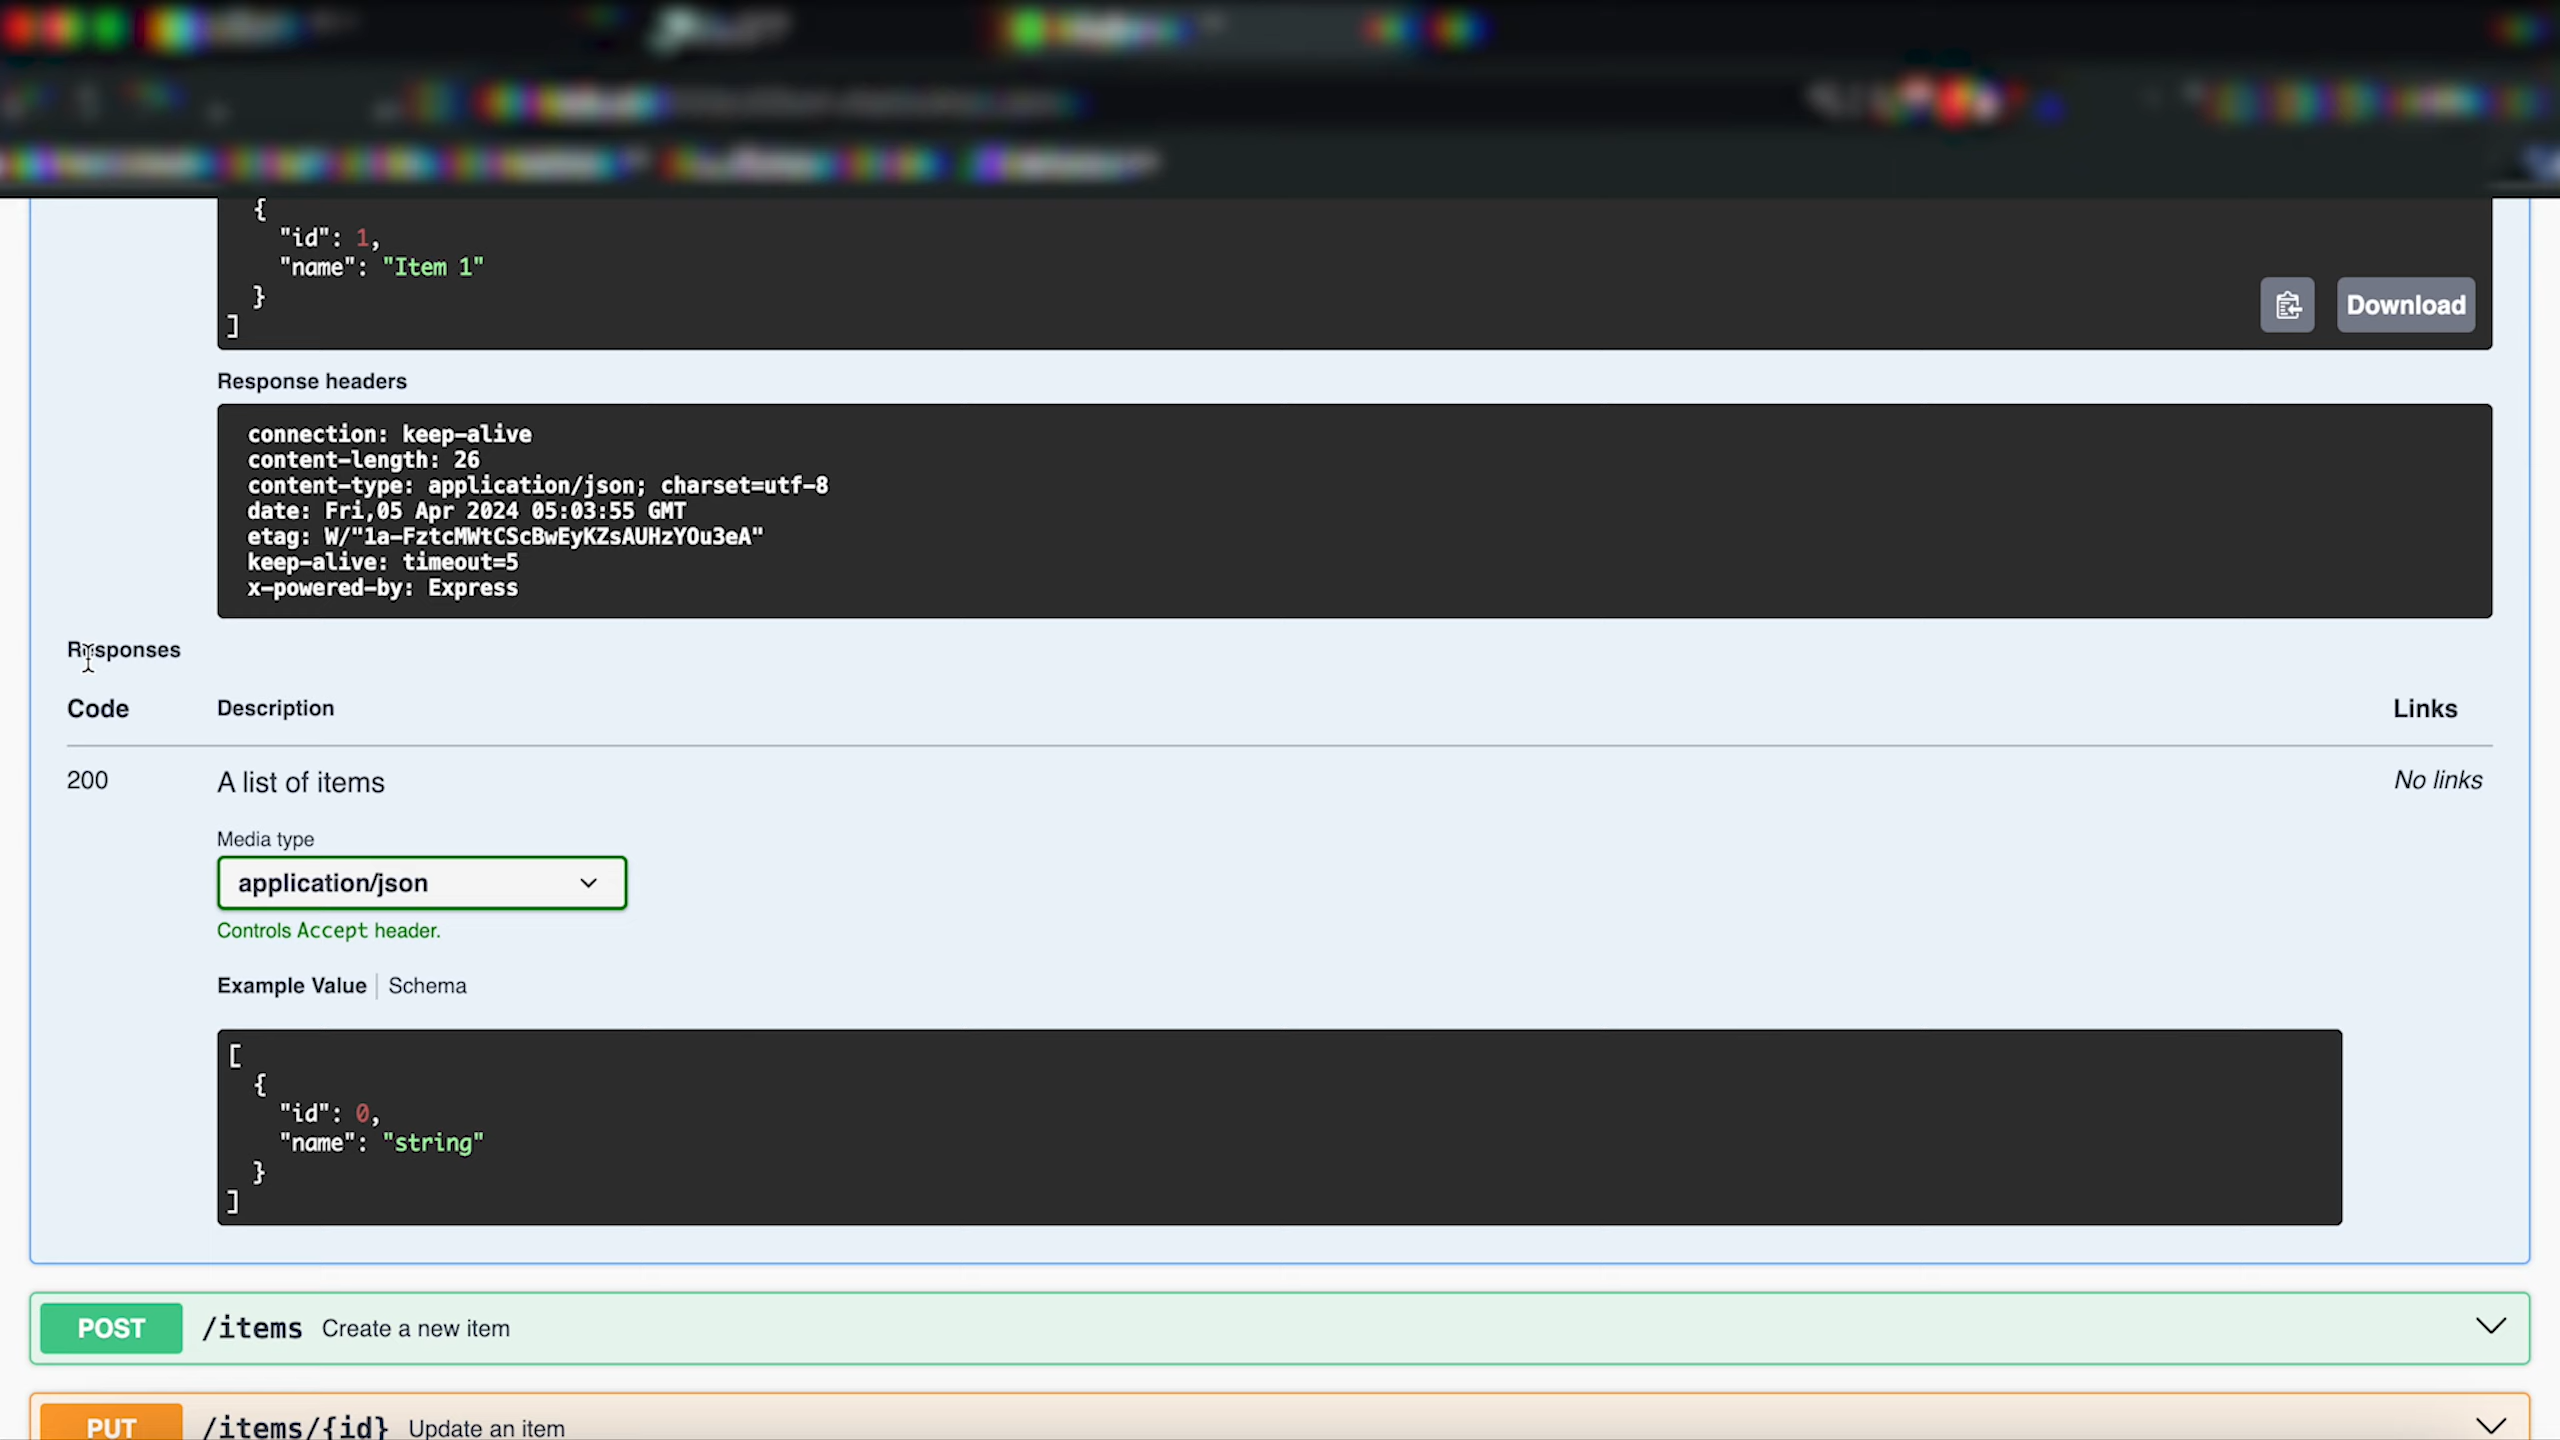 {
"id": 1,
"name": "Item 1"
}
]
Download
Response headers
connection: keep-alive
content-length: 26
content-type: application/json; charset=utf-8
date: Fri,05 Apr 2024 05:03:55 GMT
etag: W/"1a-FztcMWtCScBwEyKZsAUHzYOu3eA"
keep-alive: timeout=5
x-powered-by: Express
Responses
Code Description Links
200 A list of items No links
Media type
application/json
Controls Accept header.
Example Value Schema
[
{
"id": 0,
"name": "string"
}
]
POST /items Create a new item
PUT /items/{id} Update an item